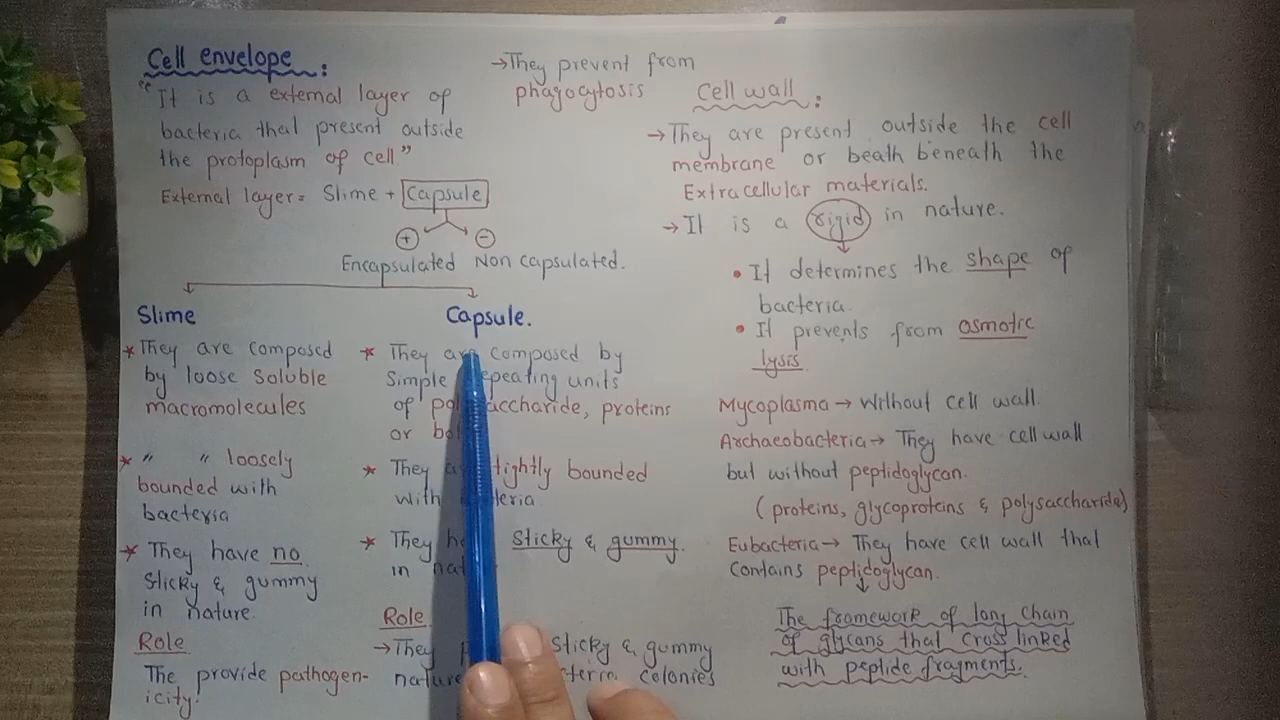 Cell envelope :
"It is a external layer of
bacteria that present outside
the protoplasm of cell"
External layer = Slime + Capsule
+ -
Encapsulated Non capsulated.
Slime
★ They are composed
by loose soluble
macromolecules
★ " " loosely
bounded with
bacteria
★ They have no
sticky & gummy
in nature.
Role
The provide pathogen-
icity.
Capsule.
★ They are composed by
Simple repeating units
of polysaccharide, proteins
or
★ They tightly bounded
with
★ They sticky & gummy.
in
Role
→ They sticky & gummy
nature colonies
→ They prevent from
phagocytosis
Cell wall :
→ They are present outside the cell
membrane or beath beneath the
Extracellular materials.
→ It is a rigid in nature.
• It determines the shape of
bacteria.
• It prevents from osmotic
lysis.
Mycoplasma → Without cell wall.
Archaeobacteria → They have cell wall
but without peptidoglycan.
(proteins, glycoproteins & polysaccharide)
Eubacteria → They have cell wall that
contains peptidoglycan.
The framework of long chain
of glycans that cross linked
with peptide fragments.